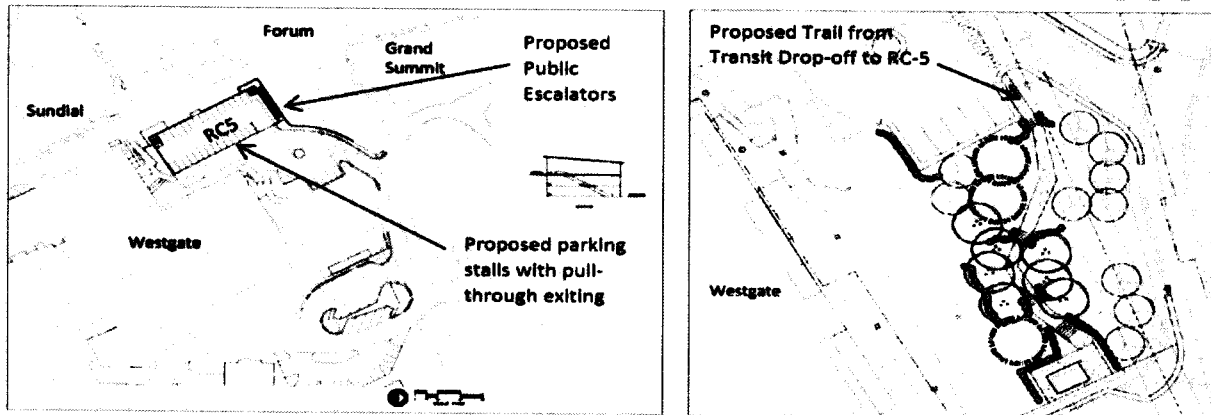 Forum
Grand
Summit
Proposed
Public
Escalators
Sundial
RC5
Westgate
Proposed parking
stalls with pull-
through exiting
Proposed Trail from
Transit Drop-off to RC-5
Westgate